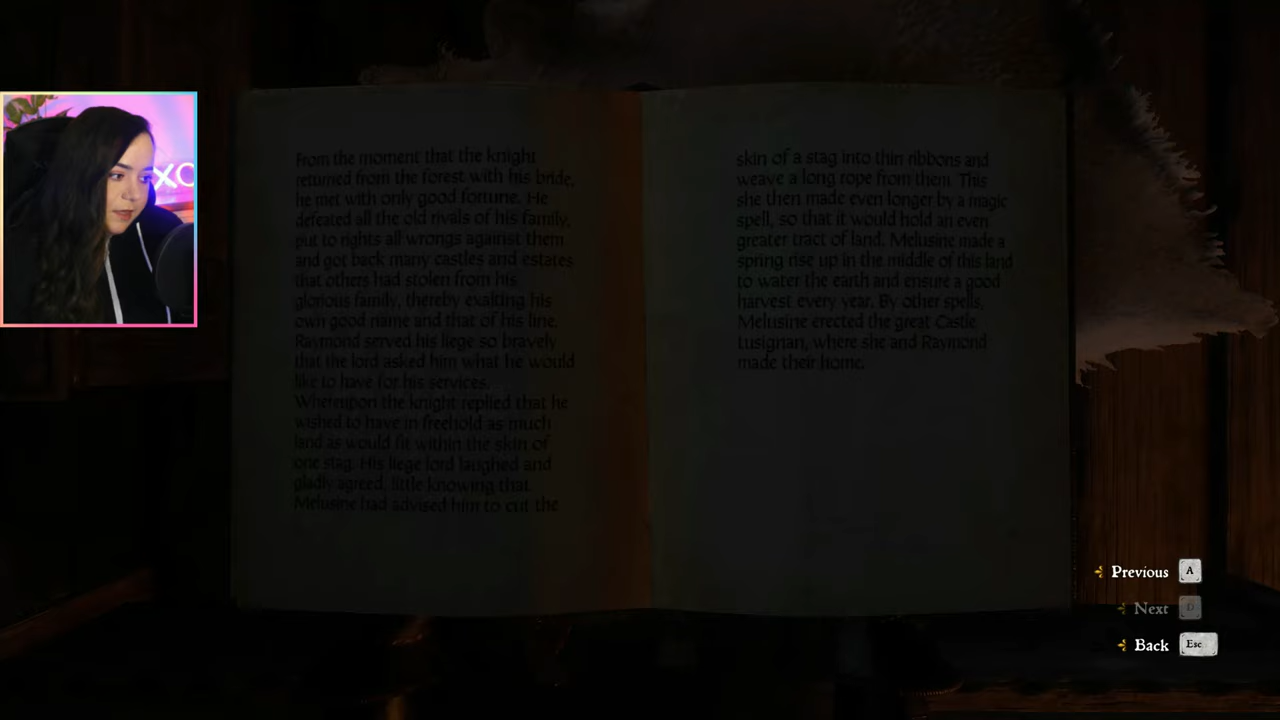 From the moment that the knight
returned from the forest with his bride,
he met with only good fortune. He
defeated all the old rivals of his family,
put to rights all wrongs against them
and got back many castles and estates
that others had stolen from his
glorious family, thereby exalting his
own good name and that of his line.
Raymond served his liege so bravely
that the lord asked him what he would
like to have for his services.
Whereupon the knight replied that he
wished to have in freehold as much
land as would fit within the skin of
one stag. His liege lord laughed and
gladly agreed, little knowing that
Melusine had advised him to cut the
skin of a stag into thin ribbons and
weave a long rope from them. This
she then made even longer by a magic
spell, so that it would hold an even
greater tract of land. Melusine made a
spring rise up in the middle of this land
to water the earth and ensure a good
harvest every year. By other spells,
Melusine erected the great Castle
Lusignan, where she and Raymond
made their home.
XO
Previous A
Next D
Back Esc